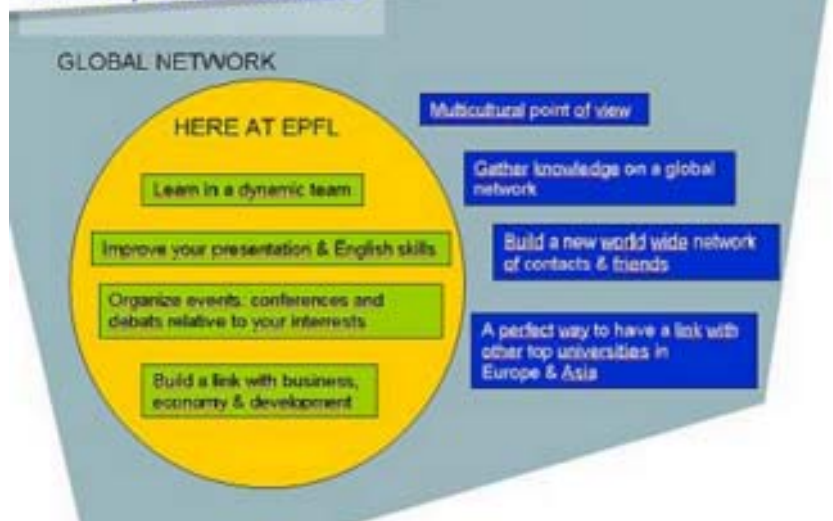 GLOBAL NETWORK
HERE AT EPFL
Learn in a dynamic team
Improve your presentation & English skills
Organize events, conferences and
debats relative to your interrests
Build a link with business,
economy & development
Multicultural point of view
Gather knowledge on a global
network
Build a new world wide network
of contacts & friends
A perfect way to have a link with
other top universities in
Europe & Asia